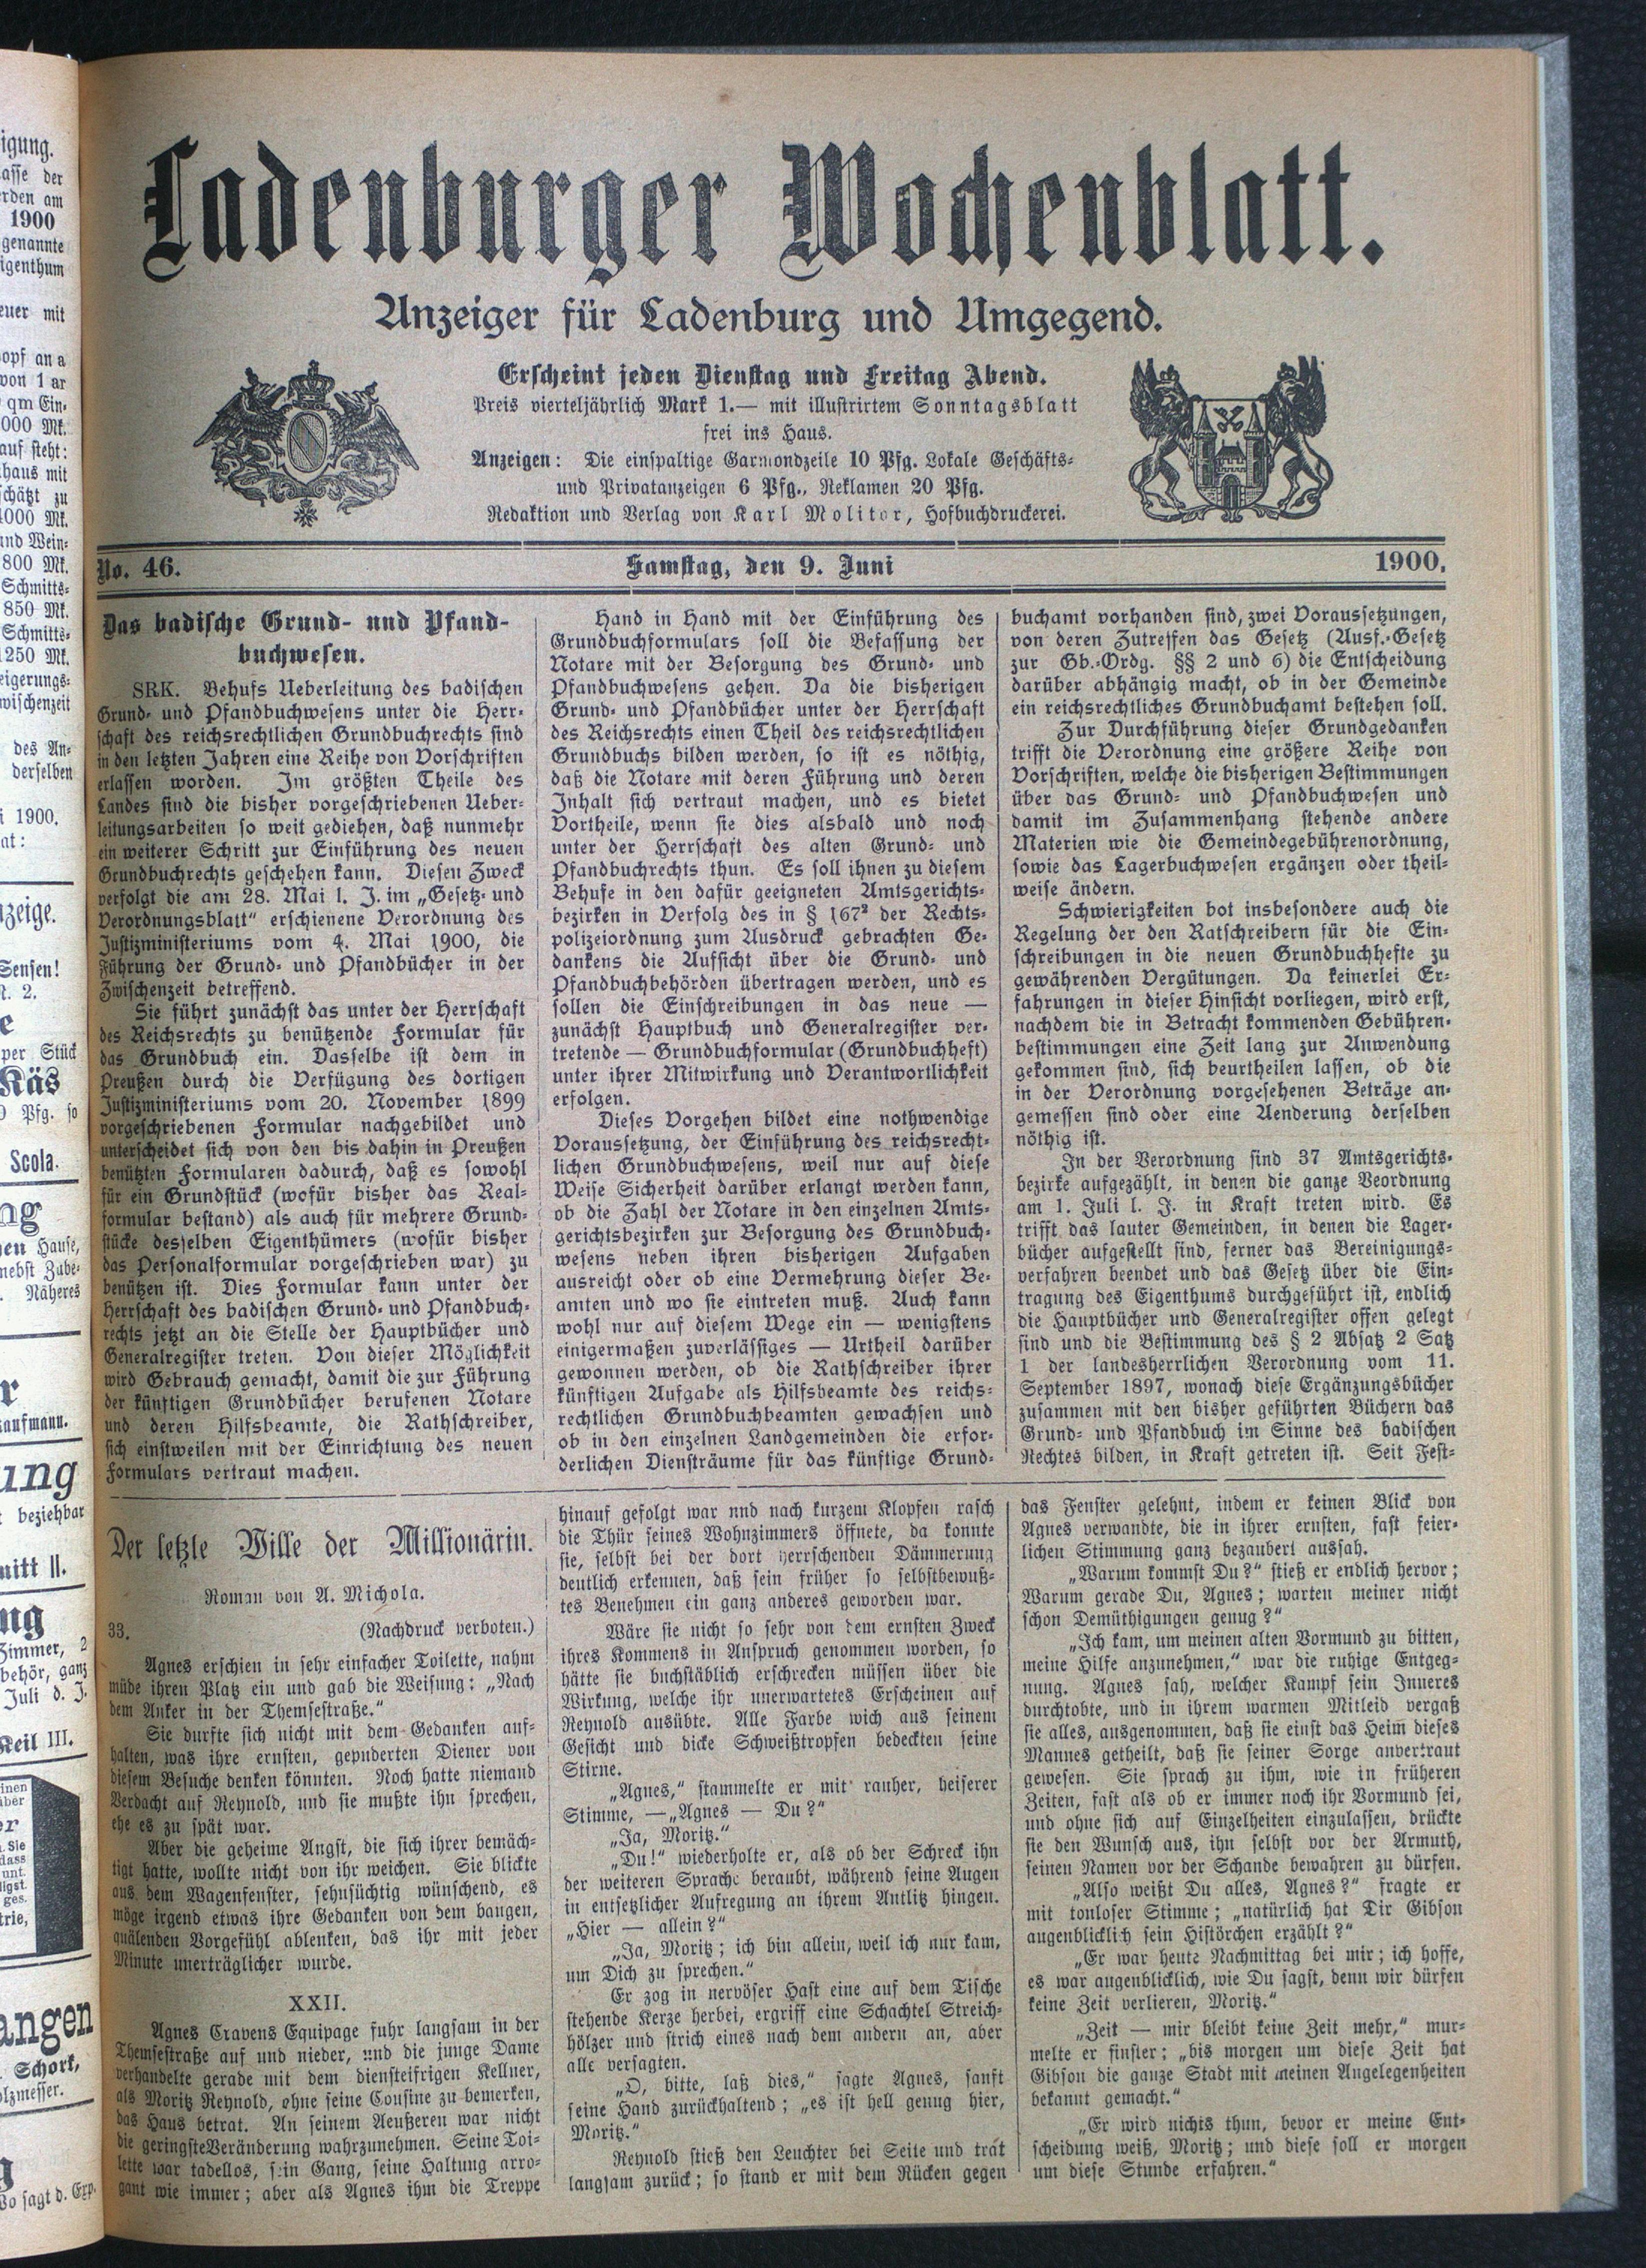 Ladenburger Wochenblatt.
Anzeiger für Ladenburg und Umgegend.
Erscheint jeden Dienstag und Freitag Abend.
Preis vierteljährlich Mark 1.— mit illustrirtem Sonntagsblatt
frei ins Haus.
Anzeigen: Die einspaltige Garmondzeile 10 Pfg. Lokale Geschäfts-
und Privatanzeigen 6 Pfg., Reklamen 20 Pfg.
Redaktion und Verlag von Karl Molitor, Hofbuchdruckerei.
No. 46.
Samstag, den 9. Juni
1900.
Das badische Grund- und Pfand-
buchwesen.
SRK. Behufs Ueberleitung des badischen
Grund- und Pfandbuchwesens unter die Herr-
schaft des reichsrechtlichen Grundbuchrechts sind
in den letzten Jahren eine Reihe von Vorschriften
erlassen worden. Im größten Theile des
Landes sind die bisher vorgeschriebenen Ueber-
leitungsarbeiten so weit gediehen, daß nunmehr
ein weiterer Schritt zur Einführung des neuen
Grundbuchrechts geschehen kann. Diesen Zweck
verfolgt die am 28. Mai l. J. im „Gesetz- und
Verordnungsblatt“ erschienene Verordnung des
Justizministeriums vom 4. Mai 1900, die
Führung der Grund- und Pfandbücher in der
Zwischenzeit betreffend.
Sie führt zunächst das unter der Herrschaft
des Reichsrechts zu benützende Formular für
das Grundbuch ein. Dasselbe ist dem in
Preußen durch die Verfügung des dortigen
Justizministeriums vom 20. November 1899
vorgeschriebenen Formular nachgebildet und
unterscheidet sich von den bis dahin in Preußen
benützten Formularen dadurch, daß es sowohl
für ein Grundstück (wofür bisher das Real-
formular bestand) als auch für mehrere Grund-
stücke desselben Eigenthümers (wofür bisher
das Personalformular vorgeschrieben war) zu
benützen ist. Dies Formular kann unter der
Herrschaft des badischen Grund- und Pfandbuch-
rechts jetzt an die Stelle der Hauptbücher und
Generalregister treten. Von dieser Möglichkeit
wird Gebrauch gemacht, damit die zur Führung
der künftigen Grundbücher berufenen Notare
und deren Hilfsbeamte, die Rathschreiber,
sich einstweilen mit der Einrichtung des neuen
Formulars vertraut machen.
Hand in Hand mit der Einführung des
Grundbuchformulars soll die Befassung der
Notare mit der Besorgung des Grund- und
Pfandbuchwesens gehen. Da die bisherigen
Grund- und Pfandbücher unter der Herrschaft
des Reichsrechts einen Theil des reichsrechtlichen
Grundbuchs bilden werden, so ist es nöthig,
daß die Notare mit deren Führung und deren
Inhalt sich vertraut machen, und es bietet
Vortheile, wenn sie dies alsbald und noch
unter der Herrschaft des alten Grund- und
Pfandbuchrechts thun. Es soll ihnen zu diesem
Behufe in den dafür geeigneten Amtsgerichts-
bezirken in Verfolg des in § 167² der Rechts-
polizeiordnung zum Ausdruck gebrachten Ge-
dankens die Aufsicht über die Grund- und
Pfandbuchbehörden übertragen werden, und es
sollen die Einschreibungen in das neue —
zunächst Hauptbuch und Generalregister ver-
tretende — Grundbuchformular (Grundbuchheft)
unter ihrer Mitwirkung und Verantwortlichkeit
erfolgen.
Dieses Vorgehen bildet eine nothwendige
Voraussetzung, der Einführung des reichsrecht-
lichen Grundbuchwesens, weil nur auf diese
Weise Sicherheit darüber erlangt werden kann,
ob die Zahl der Notare in den einzelnen Amts-
gerichtsbezirken zur Besorgung des Grundbuch-
wesens neben ihren bisherigen Aufgaben
ausreicht oder ob eine Vermehrung dieser Be-
amten und wo sie eintreten muß. Auch kann
wohl nur auf diesem Wege ein — wenigstens
einigermaßen zuverlässiges — Urtheil darüber
gewonnen werden, ob die Rathschreiber ihrer
künftigen Aufgabe als Hilfsbeamte des reichs-
rechtlichen Grundbuchbeamten gewachsen und
ob in den einzelnen Landgemeinden die erfor-
derlichen Diensträume für das künftige Grund-
buchamt vorhanden sind, zwei Voraussetzungen,
von deren Zutreffen das Gesetz (Ausf.-Gesetz
zur Gb.-Ordg. §§ 2 und 6) die Entscheidung
darüber abhängig macht, ob in der Gemeinde
ein reichsrechtliches Grundbuchamt bestehen soll.
Zur Durchführung dieser Grundgedanken
trifft die Verordnung eine größere Reihe von
Vorschriften, welche die bisherigen Bestimmungen
über das Grund- und Pfandbuchwesen und
damit im Zusammenhang stehende andere
Materien wie die Gemeindegebührenordnung,
sowie das Lagerbuchwesen ergänzen oder theil-
weise ändern.
Schwierigkeiten bot insbesondere auch die
Regelung der den Ratschreibern für die Ein-
schreibungen in die neuen Grundbuchhefte zu
gewährenden Vergütungen. Da keinerlei Er-
fahrungen in dieser Hinsicht vorliegen, wird erst,
nachdem die in Betracht kommenden Gebühren-
bestimmungen eine Zeit lang zur Anwendung
gekommen sind, sich beurtheilen lassen, ob die
in der Verordnung vorgesehenen Beträge an-
gemessen sind oder eine Aenderung derselben
nöthig ist.
In der Verordnung sind 37 Amtsgerichts-
bezirke aufgezählt, in denen die ganze Veordnung
am 1. Juli l. J. in Kraft treten wird. Es
trifft das lauter Gemeinden, in denen die Lager-
bücher aufgestellt sind, ferner das Bereinigungs-
verfahren beendet und das Gesetz über die Ein-
tragung des Eigenthums durchgeführt ist, endlich
die Hauptbücher und Generalregister offen gelegt
sind und die Bestimmung des § 2 Absatz 2 Satz
1 der landesherrlichen Verordnung vom 11.
September 1897, wonach diese Ergänzungsbücher
zusammen mit den bisher geführten Büchern das
Grund- und Pfandbuch im Sinne des badischen
Rechtes bilden, in Kraft getreten ist. Seit Fest-
Der letzte Wille der Millionärin.
Roman von A. Michola.
33.
(Nachdruck verboten.)
Agnes erschien in sehr einfacher Toilette, nahm
müde ihren Platz ein und gab die Weisung: „Nach
dem Anker in der Themsestraße.“
Sie durfte sich nicht mit dem Gedanken auf-
halten, was ihre ernsten, gepuderten Diener von
diesem Besuche denken könnten. Noch hatte niemand
Verdacht auf Reynold, und sie mußte ihn sprechen,
ehe es zu spät war.
Aber die geheime Angst, die sich ihrer bemäch-
tigt hatte, wollte nicht von ihr weichen. Sie blickte
aus dem Wagenfenster, sehnsüchtig wünschend, es
möge irgend etwas ihre Gedanken von dem bangen,
quälenden Vorgefühl ablenken, das ihr mit jeder
Minute unerträglicher wurde.
XXII.
Agnes Cravens Equipage fuhr langsam in der
Themsestraße auf und nieder, und die junge Dame
verhandelte gerade mit dem diensteifrigen Kellner,
als Moritz Reynold, ohne seine Cousine zu bemerken,
das Haus betrat. An seinem Aeußeren war nicht
die geringsteVeränderung wahrzunehmen. Seine Toi-
lette war tadellos, sein Gang, seine Haltung arro-
gant wie immer; aber als Agnes ihm die Treppe
hinauf gefolgt war nnd nach kurzem Klopfen rasch
die Thür seines Wohnzimmers öffnete, da konnte
sie, selbst bei der dort herrschenden Dämmerung
deutlich erkennen, daß sein früher so selbstbewuß-
tes Benehmen ein ganz anderes geworden war.
Wäre sie nicht so sehr von dem ernsten Zweck
ihres Kommens in Anspruch genommen worden, so
hätte sie buchstäblich erschrecken müssen über die
Wirkung, welche ihr unerwartetes Erscheinen auf
Reynold ausübte. Alle Farbe wich aus seinem
Gesicht und dicke Schweißtropfen bedeckten seine
Stirne.
„Agnes,“ stammelte er mit rauher, heiserer
Stimme, —„Agnes — Du?“
„Ja, Moritz.“
„Du!“ wiederholte er, als ob der Schreck ihn
der weiteren Sprache beraubt, während seine Augen
in entsetzlicher Aufregung an ihrem Antlitz hingen.
„Hier — allein?“
„Ja, Moritz; ich bin allein, weil ich nur kam,
um Dich zu sprechen.“
Er zog in nervöser Hast eine auf dem Tische
stehende Kerze herbei, ergriff eine Schachtel Streich-
hölzer und strich eines nach dem andern an, aber
alle versagten.
„O, bitte, laß dies,“ sagte Agnes, sanft
seine Hand zurückhaltend; „es ist hell genug hier,
Moritz.“
Reynold stieß den Leuchter bei Seite und trat
langsam zurück; so stand er mit dem Rücken gegen
das Fenster gelehnt, indem er keinen Blick von
Agnes verwandte, die in ihrer ernsten, fast feier-
lichen Stimmung ganz bezaubert aussah.
„Warum kommst Du?“ stieß er endlich hervor;
Warum gerade Du, Agnes; warten meiner nicht
schon Demüthigungen genug?“
„Ich kam, um meinen alten Vormund zu bitten,
meine Hilfe anzunehmen,“ war die ruhige Entgeg-
nung. Agnes sah, welcher Kampf sein Inneres
durchtobte, und in ihrem warmen Mitleid vergaß
sie alles, ausgenommen, daß sie einst das Heim dieses
Mannes getheilt, daß sie seiner Sorge anvertraut
gewesen. Sie sprach zu ihm, wie in früheren
Zeiten, fast als ob er immer noch ihr Vormund sei,
und ohne sich auf Einzelheiten einzulassen, drückte
sie den Wunsch aus, ihn selbst vor der Armuth,
seinen Namen vor der Schande bewahren zu dürfen.
„Also weißt Du alles, Agnes?“ fragte er
mit tonloser Stimme; „natürlich hat Dir Gibson
augenblicklich sein Histörchen erzählt?“
„Er war heute Nachmittag bei mir; ich hoffe,
es war augenblicklich, wie Du sagst, denn wir dürfen
keine Zeit verlieren, Moritz.“
„Zeit — mir bleibt keine Zeit mehr,“ mur-
melte er finster; „bis morgen um diese Zeit hat
Gibson die ganze Stadt mit meinen Angelegenheiten
bekannt gemacht.“
„Er wird nichts thun, bevor er meine Ent-
scheidung weiß, Moritz; und diese soll er morgen
um diese Stunde erfahren.“